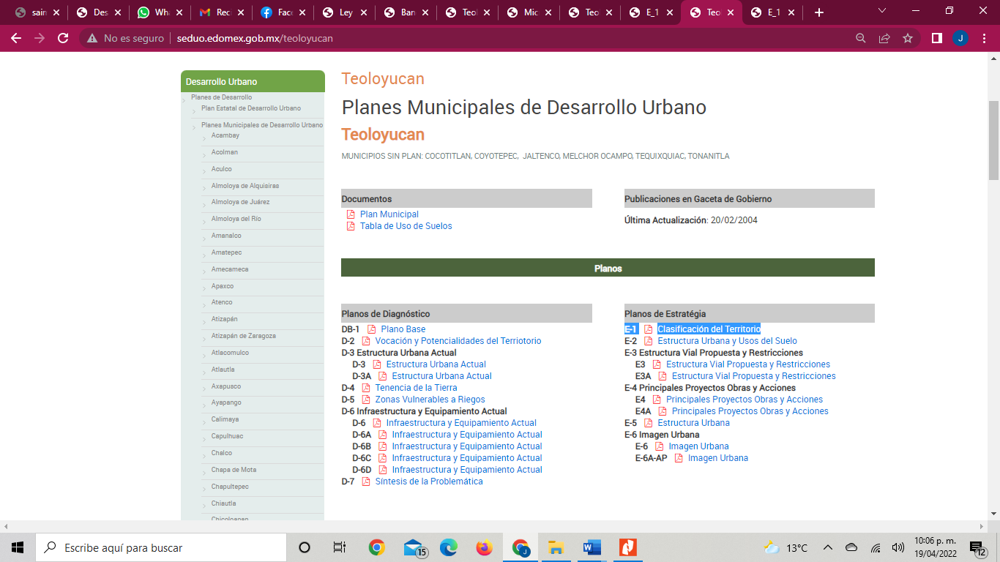 sain
Des
Wha
Reci
Face
Ley
Ban
Teol
Mic
Teo
E_1
Teo
E_1
No es seguro
seduo.edomex.gob.mx/teoloyucan
J
Desarrollo Urbano
Planes de Desarrollo
Plan Estatal de Desarrollo Urbano
Planes Municipales de Desarrollo Urbano
Acambay
Acolman
Aculco
Almoloya de Alquisiras
Almoloya de Juárez
Almoloya del Río
Amanalco
Amatepec
Amecameca
Apaxco
Atenco
Atizapán
Atizapán de Zaragoza
Atlacomulco
Atlautla
Axapusco
Ayapango
Calimaya
Capulhuac
Chalco
Chapa de Mota
Chapultepec
Chiautla
Chicoloapan
Teoloyucan
Planes Municipales de Desarrollo Urbano
Teoloyucan
MUNICIPIOS SIN PLAN: COCOTITLAN, COYOTEPEC, JALTENCO, MELCHOR OCAMPO, TEQUIXQUIAC, TONANITLA
Documentos
Plan Municipal
Tabla de Uso de Suelos
Publicaciones en Gaceta de Gobierno
Última Actualización: 20/02/2004
Planos
Planos de Diagnóstico
DB-1 Plano Base
D-2 Vocación y Potencialidades del Terriotorio
D-3 Estructura Urbana Actual
D-3 Estructura Urbana Actual
D-3A Estructura Urbana Actual
D-4 Tenencia de la Tierra
D-5 Zonas Vulnerables a Riegos
D-6 Infraestructura y Equipamiento Actual
D-6 Infraestructura y Equipamiento Actual
D-6A Infraestructura y Equipamiento Actual
D-6B Infraestructura y Equipamiento Actual
D-6C Infraestructura y Equipamiento Actual
D-6D Infraestructura y Equipamiento Actual
D-7 Síntesis de la Problemática
Planos de Estratégia
E-1 Clasificación del Territorio
E-2 Estructura Urbana y Usos del Suelo
E-3 Estructura Vial Propuesta y Restricciones
E3 Estructura Vial Propuesta y Restricciones
E3A Estructura Vial Propuesta y Restricciones
E-4 Principales Proyectos Obras y Acciones
E4 Principales Proyectos Obras y Acciones
E4A Principales Proyectos Obras y Acciones
E-5 Estructura Urbana
E-6 Imagen Urbana
E-6 Imagen Urbana
E-6A-AP Imagen Urbana
Escribe aquí para buscar
15
J
13°C
10:06 p. m.
19/04/2022
12